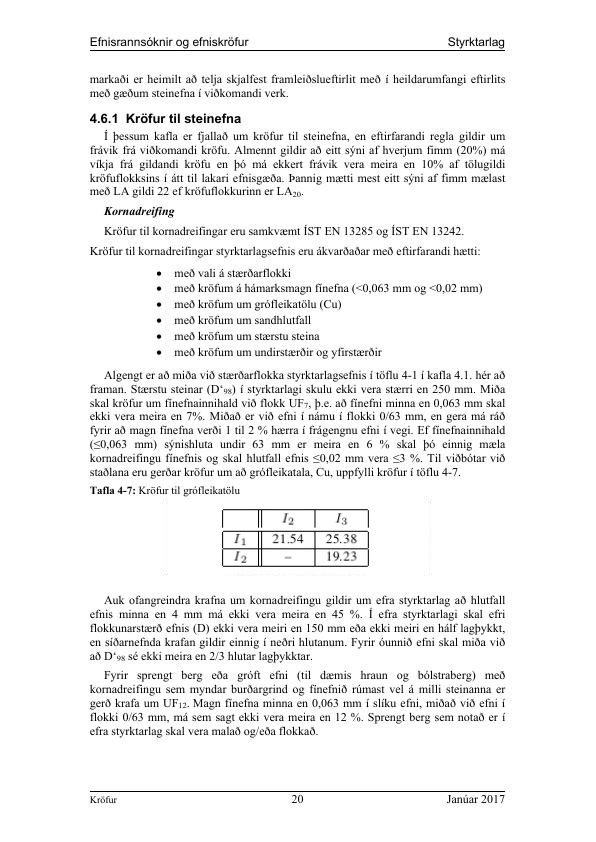 Efnisrannsóknir og efniskröfur Styrktarlag
markaði er heimilt að telja skjalfest framleiðslueftirlit með í heildarumfangi eftirlits
með gæðum steinefna í viðkomandi verk.
4.6.1 Kröfur til steinefna
Í þessum kafla er fjallað um kröfur til steinefna, en eftirfarandi regla gildir um
frávik frá viðkomandi kröfu. Almennt gildir að eitt sýni af hverjum fimm (20%) má
víkja frá gildandi kröfu en þó má ekkert frávik vera meira en 10% af tölugildi
kröfuflokksins í átt til lakari efnisgæða. Þannig mætti mest eitt sýni af fimm mælast
með LA gildi 22 ef kröfuflokkurinn er LA20.
Kornadreifing
Kröfur til kornadreifingar eru samkvæmt ÍST EN 13285 og ÍST EN 13242.
Kröfur til kornadreifingar styrktarlagsefnis eru ákvarðaðar með eftirfarandi hætti:
• með vali á stærðarflokki
• með kröfum á hámarksmagn fínefna (<0,063 mm og <0,02 mm)
• með kröfum um grófleikatölu (Cu)
• með kröfum um sandhlutfall
• með kröfum um stærstu steina
• með kröfum um undirstærðir og yfirstærðir
Algengt er að miða við stærðarflokka styrktarlagsefnis í töflu 4-1 í kafla 4.1. hér að
framan. Stærstu steinar (D‘98) í styrktarlagi skulu ekki vera stærri en 250 mm. Miða
skal kröfur um fínefnainnihald við flokk UF7, þ.e. að fínefni minna en 0,063 mm skal
ekki vera meira en 7%. Miðað er við efni í námu í flokki 0/63 mm, en gera má ráð
fyrir að magn fínefna verði 1 til 2 % hærra í frágengnu efni í vegi. Ef fínefnainnihald
(≤0,063 mm) sýnishluta undir 63 mm er meira en 6 % skal þó einnig mæla
kornadreifingu fínefnis og skal hlutfall efnis ≤0,02 mm vera ≤3 %. Til viðbótar við
staðlana eru gerðar kröfur um að grófleikatala, Cu, uppfylli kröfur í töflu 4-7.
Tafla 4-7: Kröfur til grófleikatölu
I2 I3
I1 21.54 25.38
I2 – 19.23
Auk ofangreindra krafna um kornadreifingu gildir um efra styrktarlag að hlutfall
efnis minna en 4 mm má ekki vera meira en 45 %. Í efra styrktarlagi skal efri
flokkunarstærð efnis (D) ekki vera meiri en 150 mm eða ekki meiri en hálf lagþykkt,
en síðarnefnda krafan gildir einnig í neðri hlutanum. Fyrir óunnið efni skal miða við
að D‘98 sé ekki meira en 2/3 hlutar lagþykktar.
Fyrir sprengt berg eða gróft efni (til dæmis hraun og bólstraberg) með
kornadreifingu sem myndar burðargrind og fínefnið rúmast vel á milli steinanna er
gerð krafa um UF12. Magn fínefna minna en 0,063 mm í slíku efni, miðað við efni í
flokki 0/63 mm, má sem sagt ekki vera meira en 12 %. Sprengt berg sem notað er í
efra styrktarlag skal vera malað og/eða flokkað.
Kröfur 20 Janúar 2017